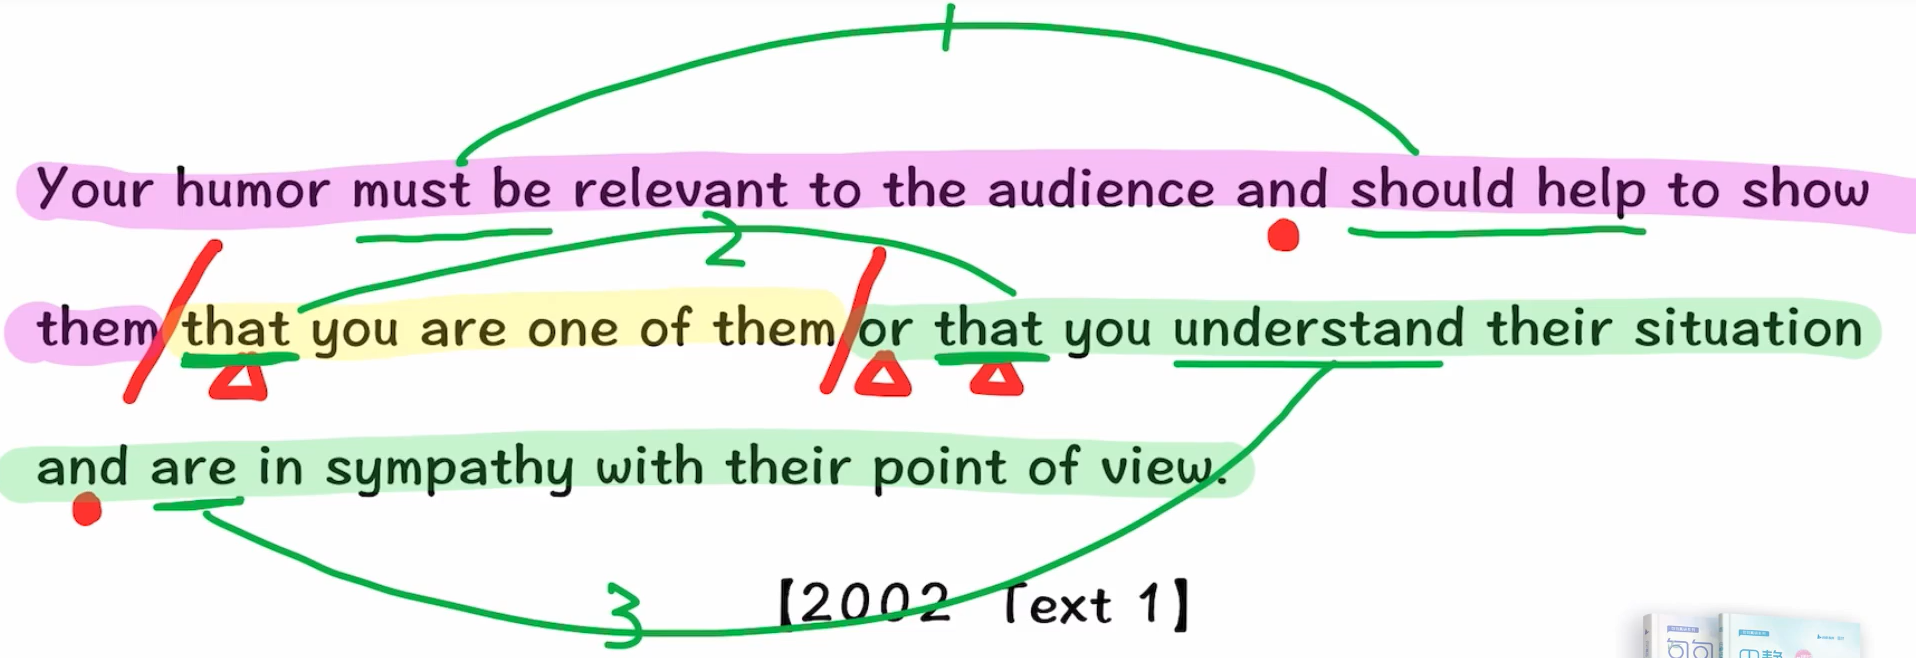 1
Your humor must be relevant to the audience and should help to show
2
them that you are one of them or that you understand their situation
and are in sympathy with their point of view.
3
【2002 Text 1】